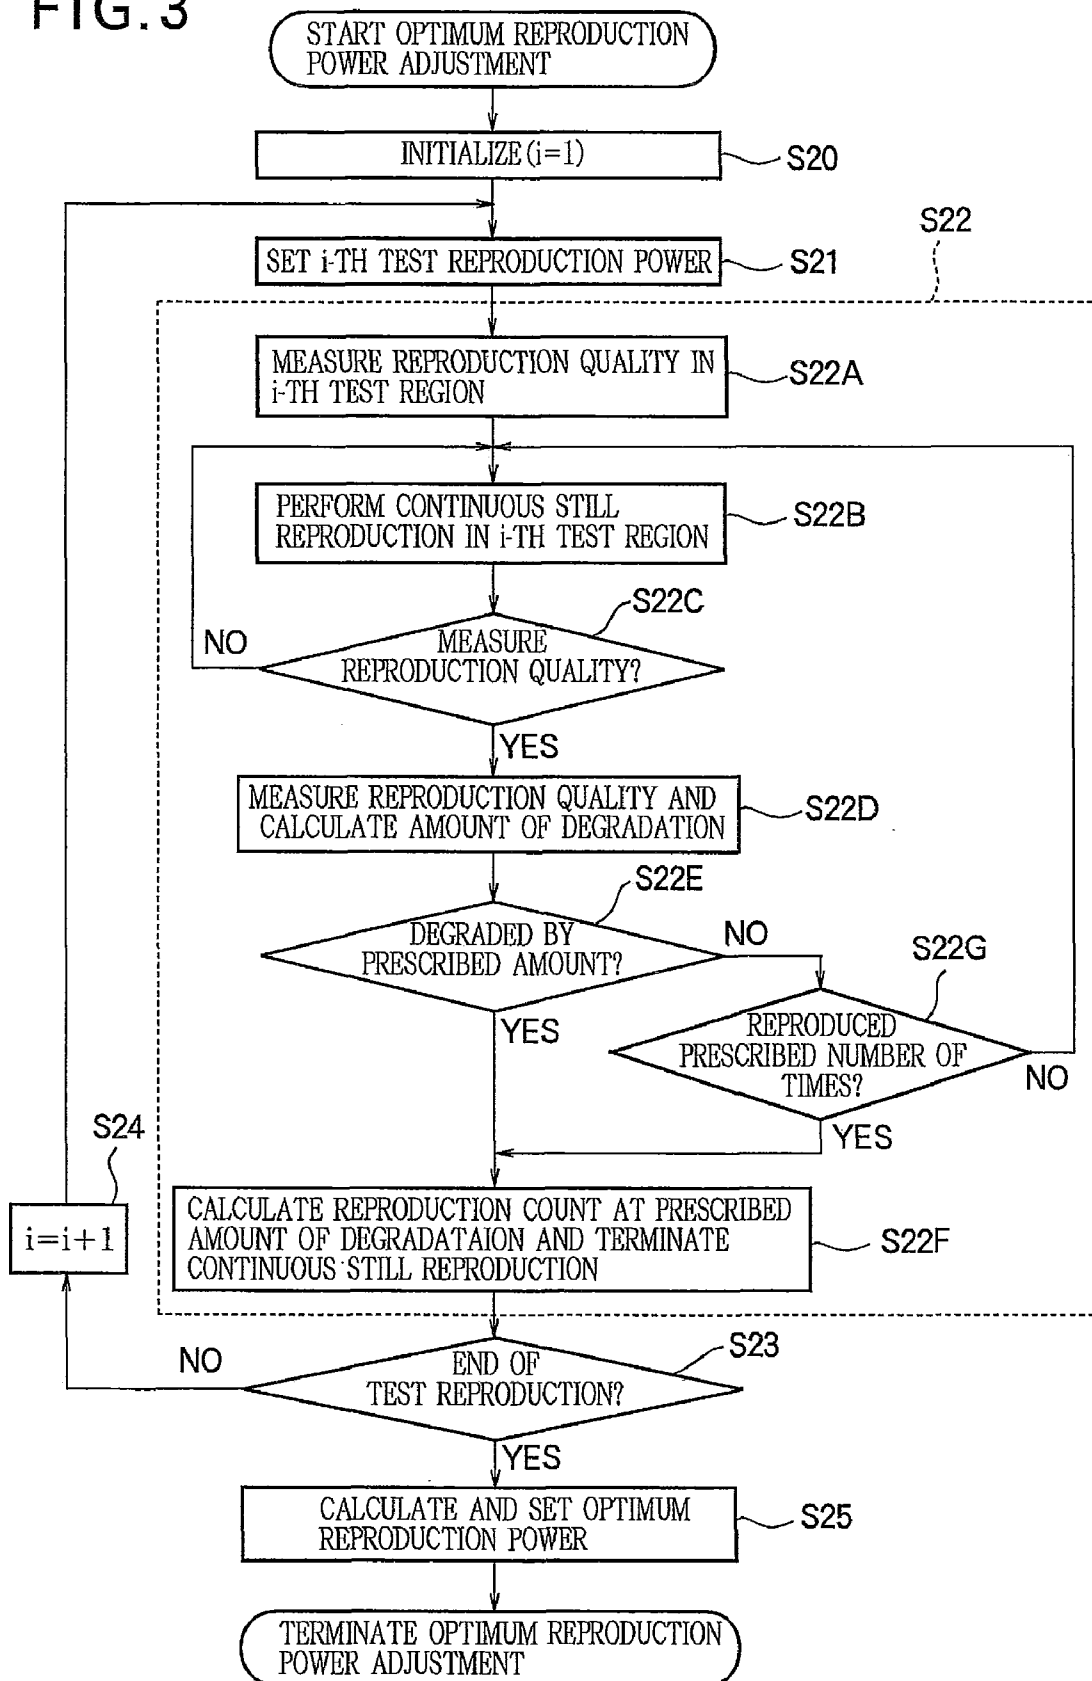 FIG. 3
START OPTIMUM REPRODUCTION
POWER ADJUSTMENT
INITIALIZE (i=1)
S20
S22
SET i-TH TEST REPRODUCTION POWER
S21
MEASURE REPRODUCTION QUALITY IN
i-TH TEST REGION
S22A
PERFORM CONTINUOUS STILL
REPRODUCTION IN i-TH TEST REGION
S22B
S22C
NO
MEASURE
REPRODUCTION QUALITY?
YES
MEASURE REPRODUCTION QUALITY AND
CALCULATE AMOUNT OF DEGRADATION
S22D
S22E
DEGRADED BY
PRESCRIBED AMOUNT?
NO
S22G
YES
REPRODUCED
PRESCRIBED NUMBER OF
TIMES?
NO
YES
S24
i=i+1
CALCULATE REPRODUCTION COUNT AT PRESCRIBED
AMOUNT OF DEGRADATAION AND TERMINATE
CONTINUOUS STILL REPRODUCTION
S22F
S23
NO
END OF
TEST REPRODUCTION?
YES
CALCULATE AND SET OPTIMUM
REPRODUCTION POWER
S25
TERMINATE OPTIMUM REPRODUCTION
POWER ADJUSTMENT